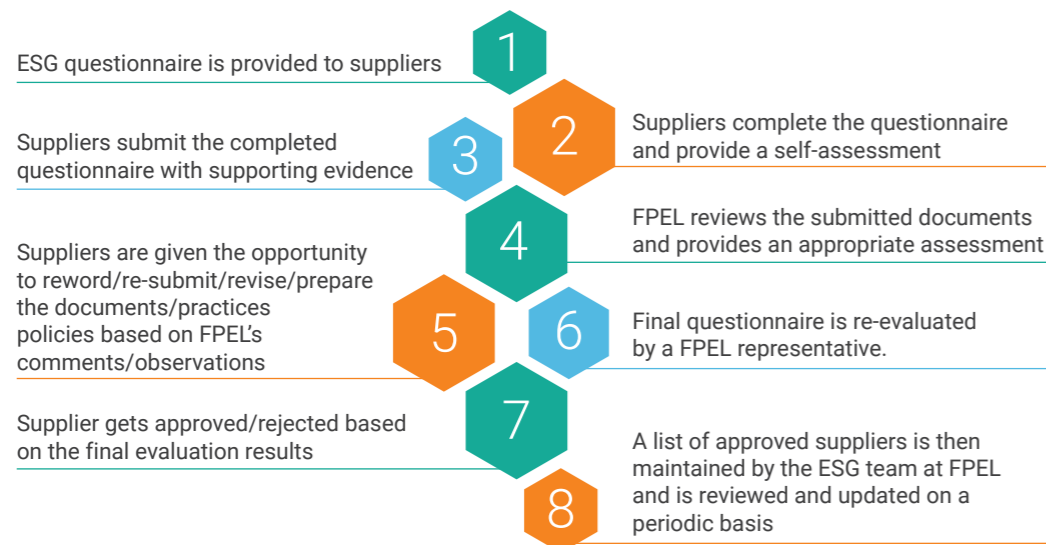 1
ESG questionnaire is provided to suppliers
2
Suppliers complete the questionnaire
and provide a self-assessment
3
Suppliers submit the completed
questionnaire with supporting evidence
4
FPEL reviews the submitted documents
and provides an appropriate assessment
5
Suppliers are given the opportunity
to reword/re-submit/revise/prepare
the documents/practices
policies based on FPEL's
comments/observations
6
Final questionnaire is re-evaluated
by a FPEL representative.
7
Supplier gets approved/rejected based
on the final evaluation results
8
A list of approved suppliers is then
maintained by the ESG team at FPEL
and is reviewed and updated on a
periodic basis